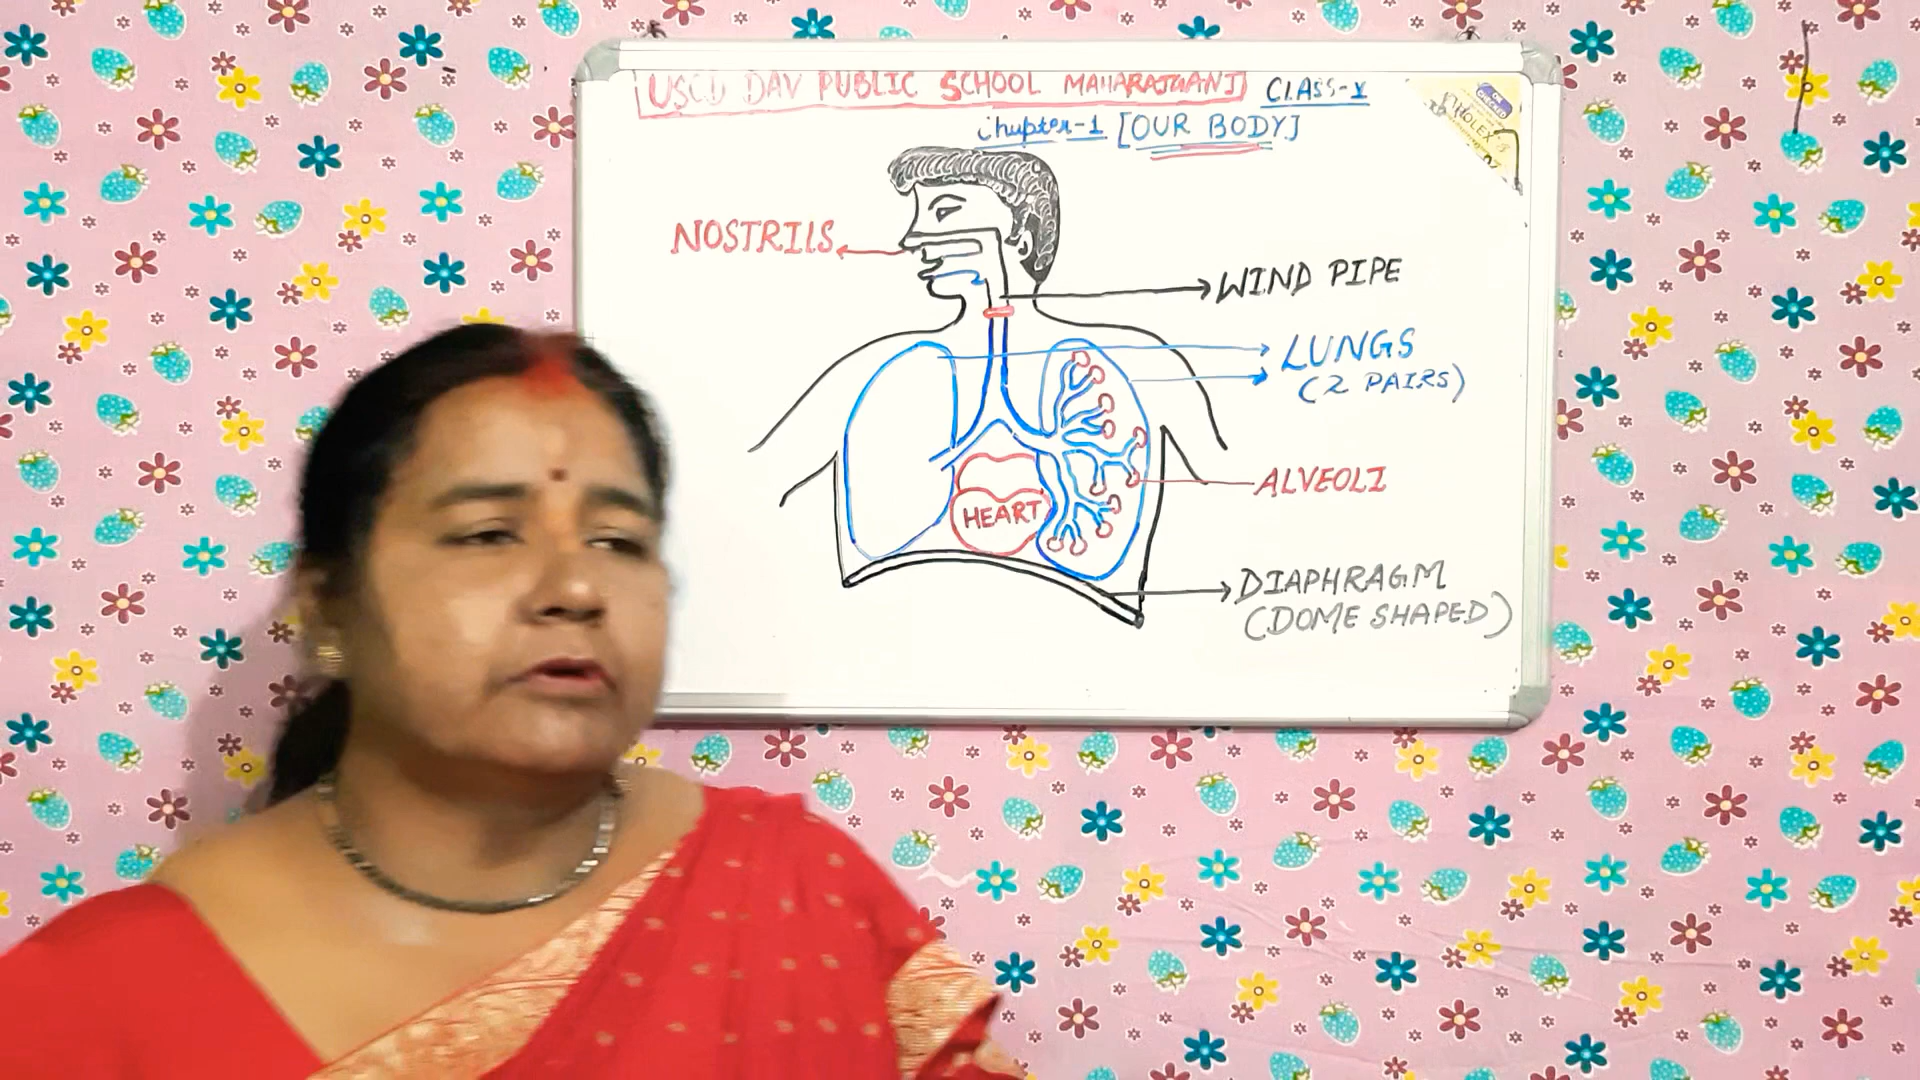 USCD DAV PUBLIC SCHOOL MAHARAJGANJ CLASS-V
Chapter-1 [OUR BODY]
NOSTRILS
WIND PIPE
LUNGS
(2 PAIRS)
ALVEOLI
HEART
DIAPHRAGM
(DOME SHAPED)